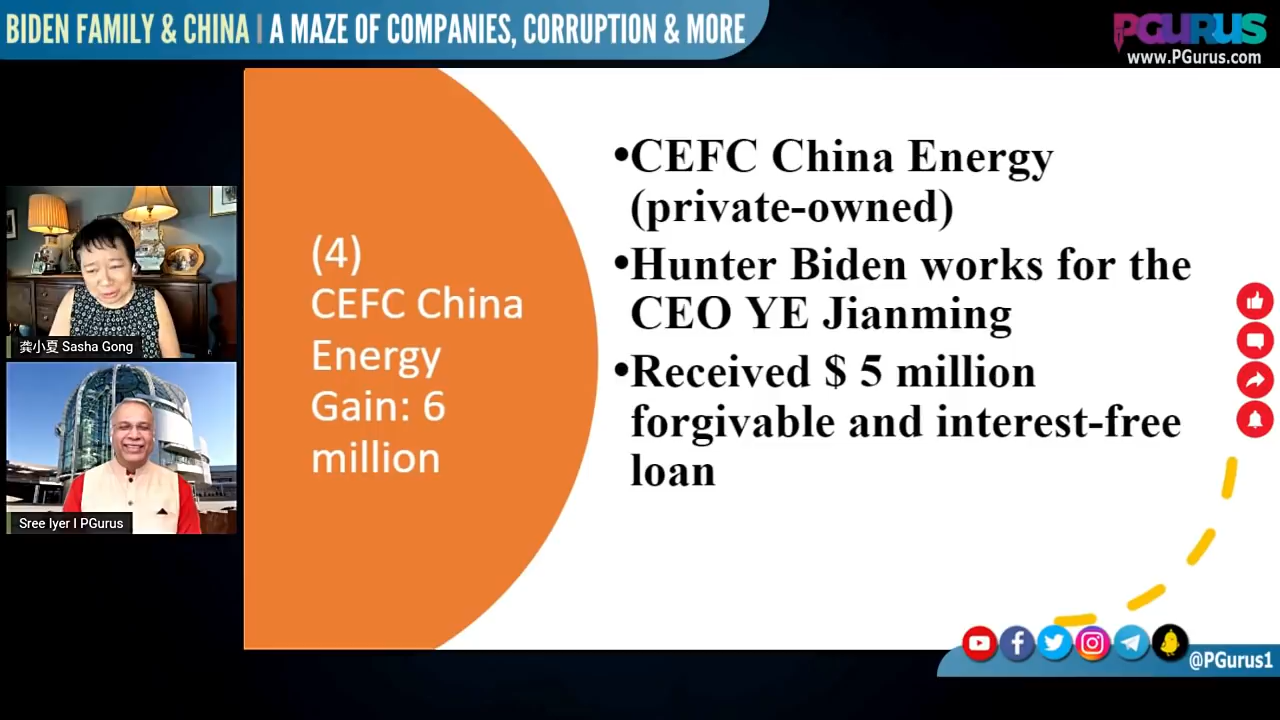 BIDEN FAMILY & CHINA | A MAZE OF COMPANIES, CORRUPTION & MORE
PGURUS
www.PGurus.com
(4)
CEFC China
Energy
Gain: 6
million
•CEFC China Energy
(private-owned)
•Hunter Biden works for the
CEO YE Jianming
•Received $ 5 million
forgivable and interest-free
loan
龚小夏 Sasha Gong
Sree Iyer I PGurus
@PGurus1